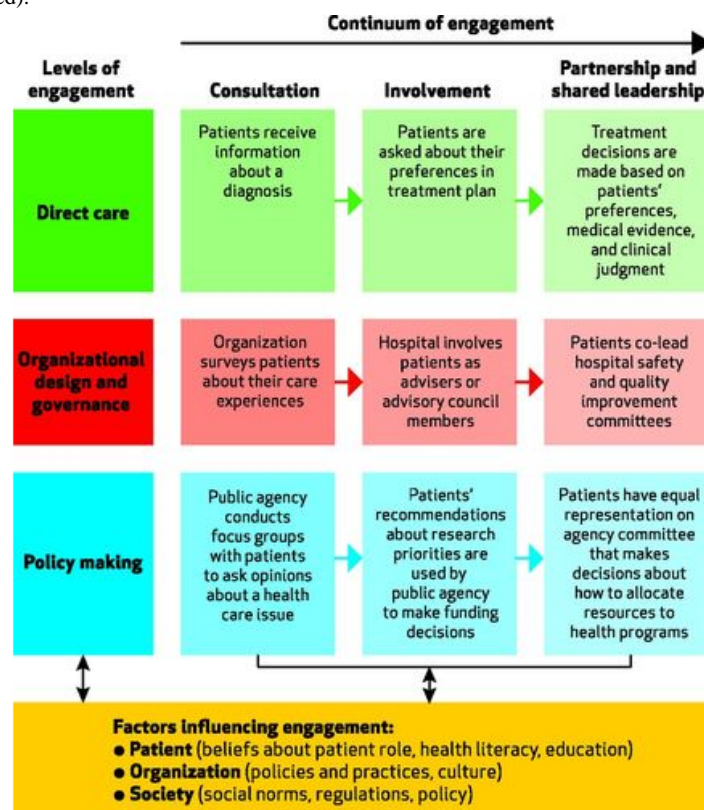 ed).
Continuum of engagement
Levels of
engagement
Consultation
Involvement
Partnership and
shared leadership
Direct care
Patients receive
information
about a
diagnosis
Patients are
asked about their
preferences in
treatment plan
Treatment
decisions are
made based on
patients'
preferences,
medical evidence,
and clinical
judgment
Organizational
design and
governance
Organization
surveys patients
about their care
experiences
Hospital involves
patients as
advisers or
advisory council
members
Patients co-lead
hospital safety
and quality
improvement
committees
Policy making
Public agency
conducts
focus groups
with patients
to ask opinions
about a health
care issue
Patients'
recommendations
about research
priorities are
used by
public agency
to make funding
decisions
Patients have equal
representation on
agency committee
that makes
decisions about
how to allocate
resources to
health programs
Factors influencing engagement:
● Patient (beliefs about patient role, health literacy, education)
● Organization (policies and practices, culture)
● Society (social norms, regulations, policy)